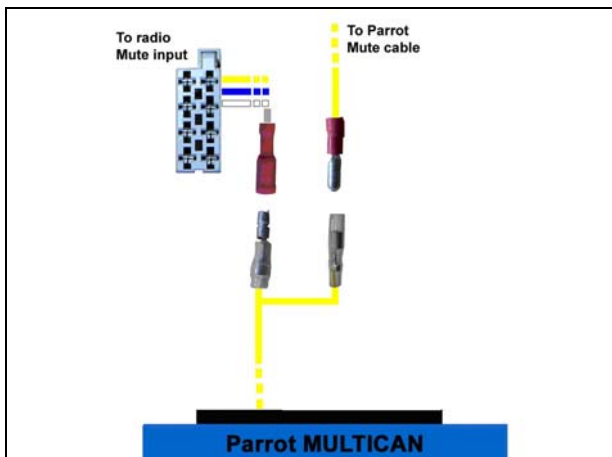 To radio
Mute input
To Parrot
Mute cable
Parrot MULTICAN